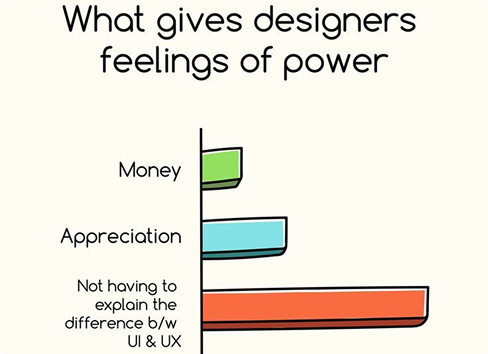 What gives designers
feelings of power
Money
Appreciation
Not having to
explain the
difference b/w
UI & UX